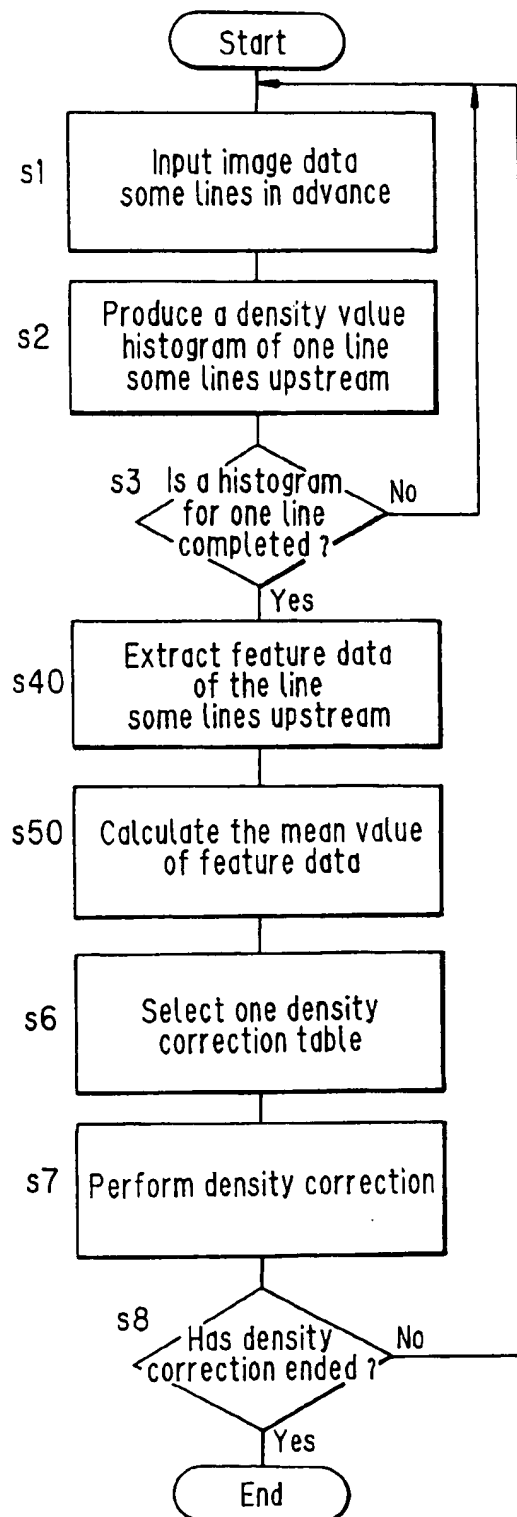 Start
s1
Input image data
some lines in advance
s2
Produce a density value
histogram of one line
some lines upstream
s3
Is a histogram
for one line
completed ?
No
Yes
s40
Extract feature data
of the line
some lines upstream
s50
Calculate the mean value
of feature data
s6
Select one density
correction table
s7
Perform density correction
s8
Has density
correction ended ?
No
Yes
End